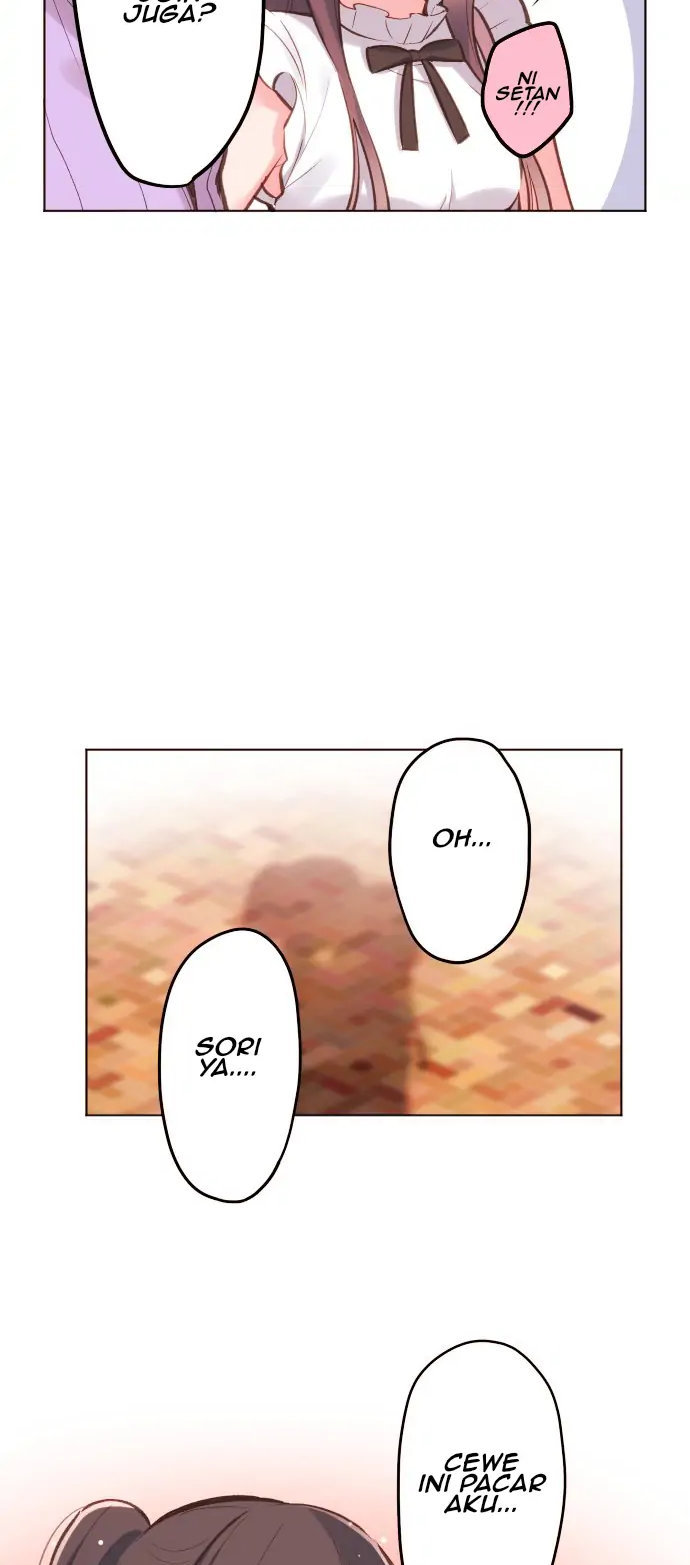 JUGA?
NI
SETAN
!!!
OH...
SORI
YA....
CEWE
INI PACAR
AKU...